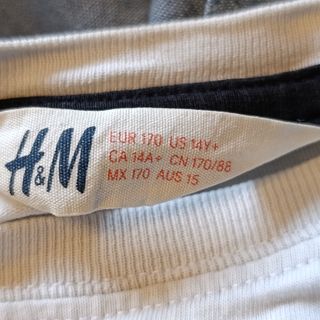 H&M
EUR 170 US 14Y+
CA 14A+ CN 170/88
MX 170 AUS 15